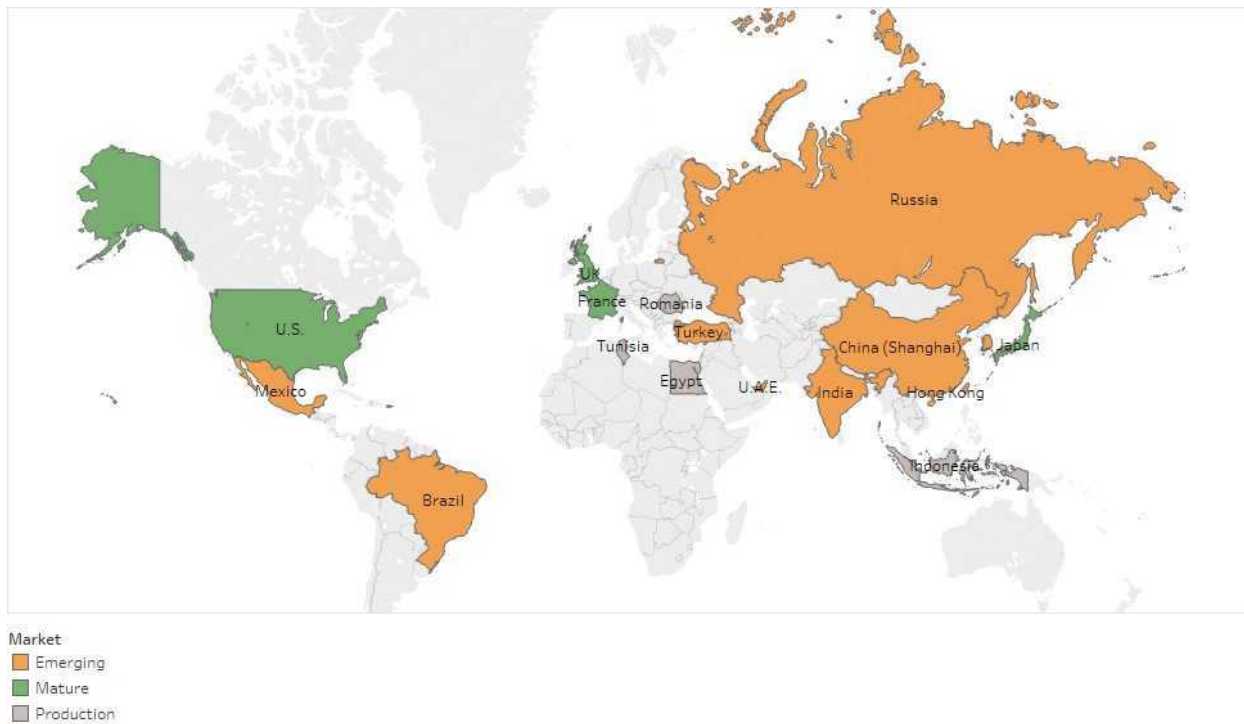 Russia
UK
France
Romania
U.S.
Turkey
Tunisia
China (Shanghai)
Japan
Egypt
U.A.E.
India
Hong Kong
Mexico
Indonesia
Brazil
Market
Emerging
Mature
Production